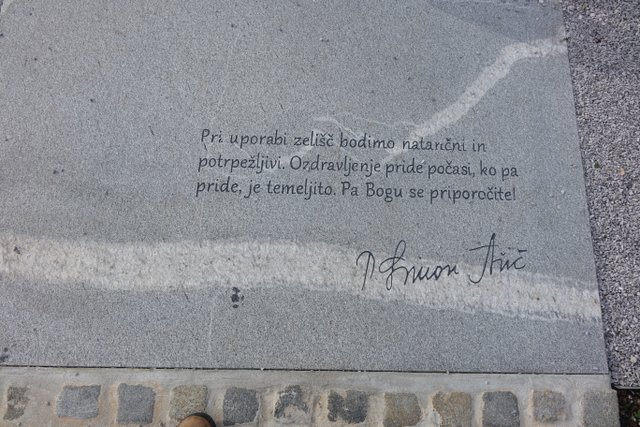 Pri uporabi zelišč bodimo natančni in
potrpežljivi. Ozdravljenje pride počasi, ko pa
pride, je temeljito. Pa Bogu se priporočite!
P. Simon Ašič